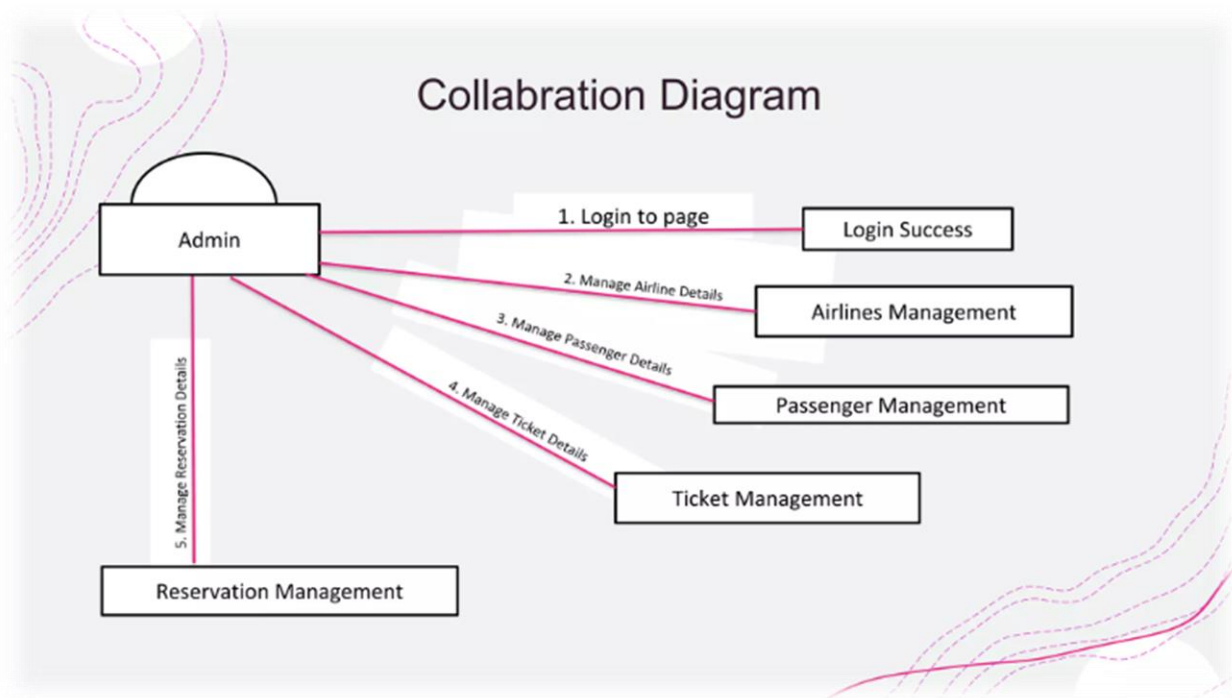 Collabration Diagram
Admin
1. Login to page
Login Success
2. Manage Airline Details
Airlines Management
3. Manage Passenger Details
Passenger Management
4. Manage Ticket Details
Ticket Management
5. Manage Reservation Details
Reservation Management